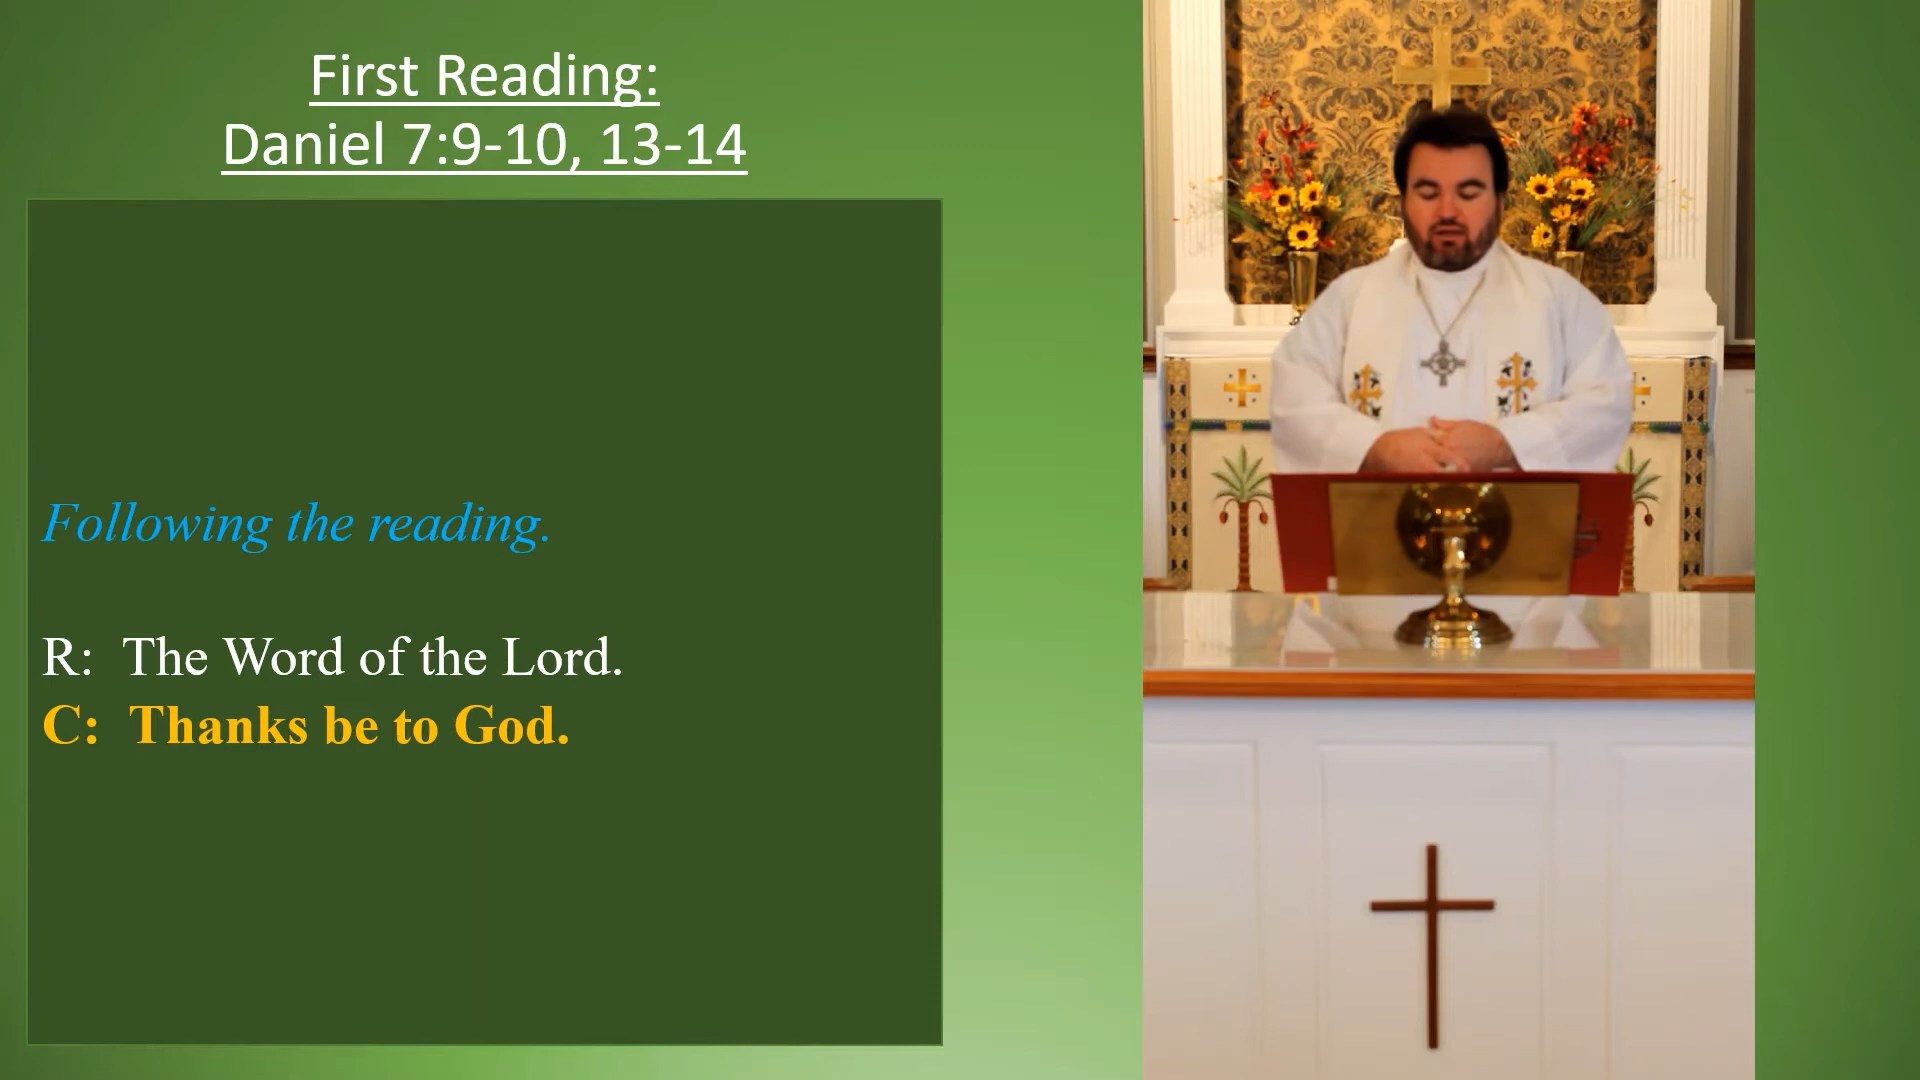 First Reading:
Daniel 7:9-10, 13-14
Following the reading.
R: The Word of the Lord.
C: Thanks be to God.